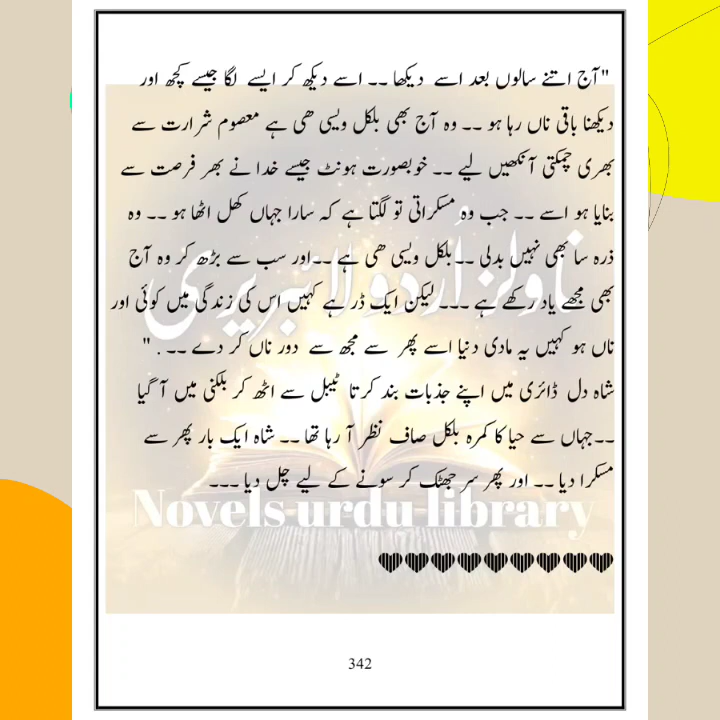 "آج اتنے سالوں بعد اسے دیکھا ۔۔ اسے دیکھ کر ایسے لگا جیسے کچھ اور
دیکھنا باقی ناں رہا ہو ۔۔ وہ آج بھی بلکل ویسی ھی ہے معصوم شرارت سے
بھری چمکتی آنکھیں لیے ۔۔ خوبصورت ہونٹ جیسے خدا نے بھر فرصت سے
بنایا ہو اسے ۔۔ جب وہ مسکراتی تو لگتا ہے کہ سارا جہاں کھل اٹھا ہو ۔۔ وہ
ذرہ سا بھی نہیں بدلی ۔۔ بلکل ویسی ھی ہے ۔۔اور سب سے بڑھ کر وہ آج
بھی مجھے یاد رکھے ہے ۔۔۔ لیکن ایک ڈر ہے کہیں اس کی زندگی میں کوئی اور
ناں ہو کہیں یہ مادی دنیا اسے پھر سے مجھ سے دور ناں کر دے ۔۔ . "
شاہ دل ڈائری میں اپنے جذبات بند کرتا ٹیبل سے اٹھ کر بلکنی میں آ گیا
۔۔جہاں سے حیا کا کمرہ بلکل صاف نظر آ رہا تھا ۔۔ شاہ ایک بار پھر سے
مسکرا دیا ۔۔ اور پھر سر جھٹک کر سونے کے لیے چل دیا ۔۔۔
ناولز اُردو لائبریری
Novels urdu library
342